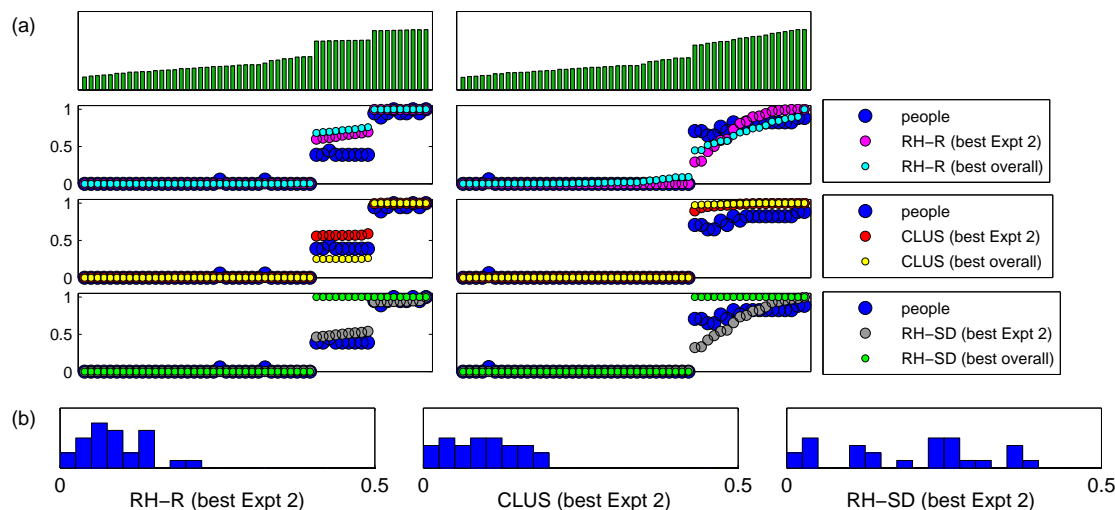 (a)
1
0.5
0
people
RH−R (best Expt 2)
RH−R (best overall)
1
0.5
0
people
CLUS (best Expt 2)
CLUS (best overall)
1
0.5
0
people
RH−SD (best Expt 2)
RH−SD (best overall)
(b)
0 0.5 0 0.5 0 0.5
RH−R (best Expt 2) CLUS (best Expt 2) RH−SD (best Expt 2)